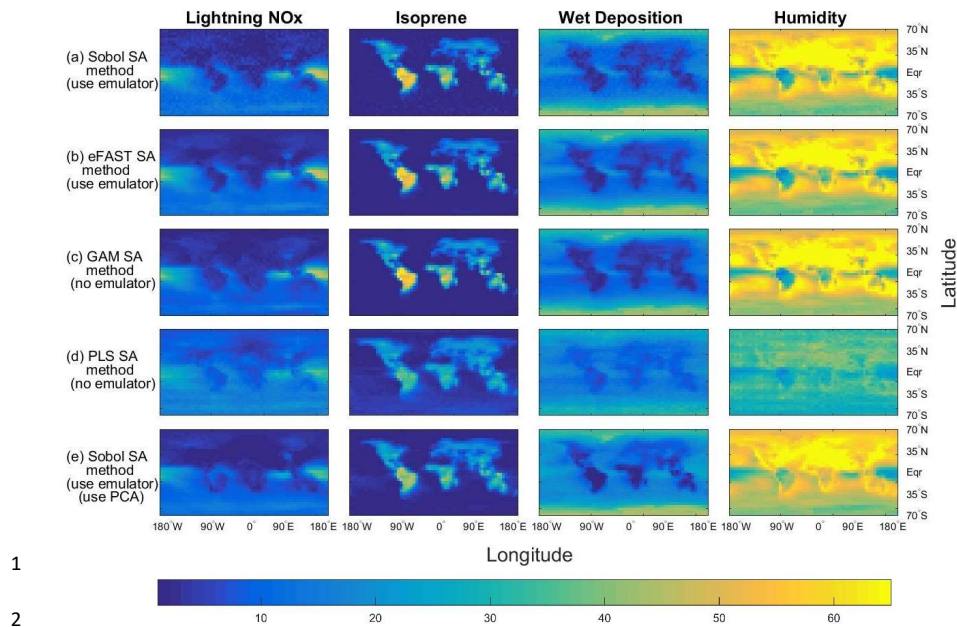 Lightning NOx Isoprene Wet Deposition Humidity
(a) Sobol SA
method
(use emulator)
70°N
35°N
Eqr
35°S
70°S
(b) eFAST SA
method
(use emulator)
70°N
35°N
Eqr
35°S
70°S
(c) GAM SA
method
(no emulator)
70°N
35°N
Eqr
35°S
70°S
(d) PLS SA
method
(no emulator)
70°N
35°N
Eqr
35°S
70°S
(e) Sobol SA
method
(use emulator)
(use PCA)
70°N
35°N
Eqr
35°S
70°S
Latitude
180°W 90°W 0° 90°E 180°E 180°W 90°W 0° 90°E 180°E 180°W 90°W 0° 90°E 180°E 180°W 90°W 0° 90°E 180°E
Longitude
1
2
10 20 30 40 50 60